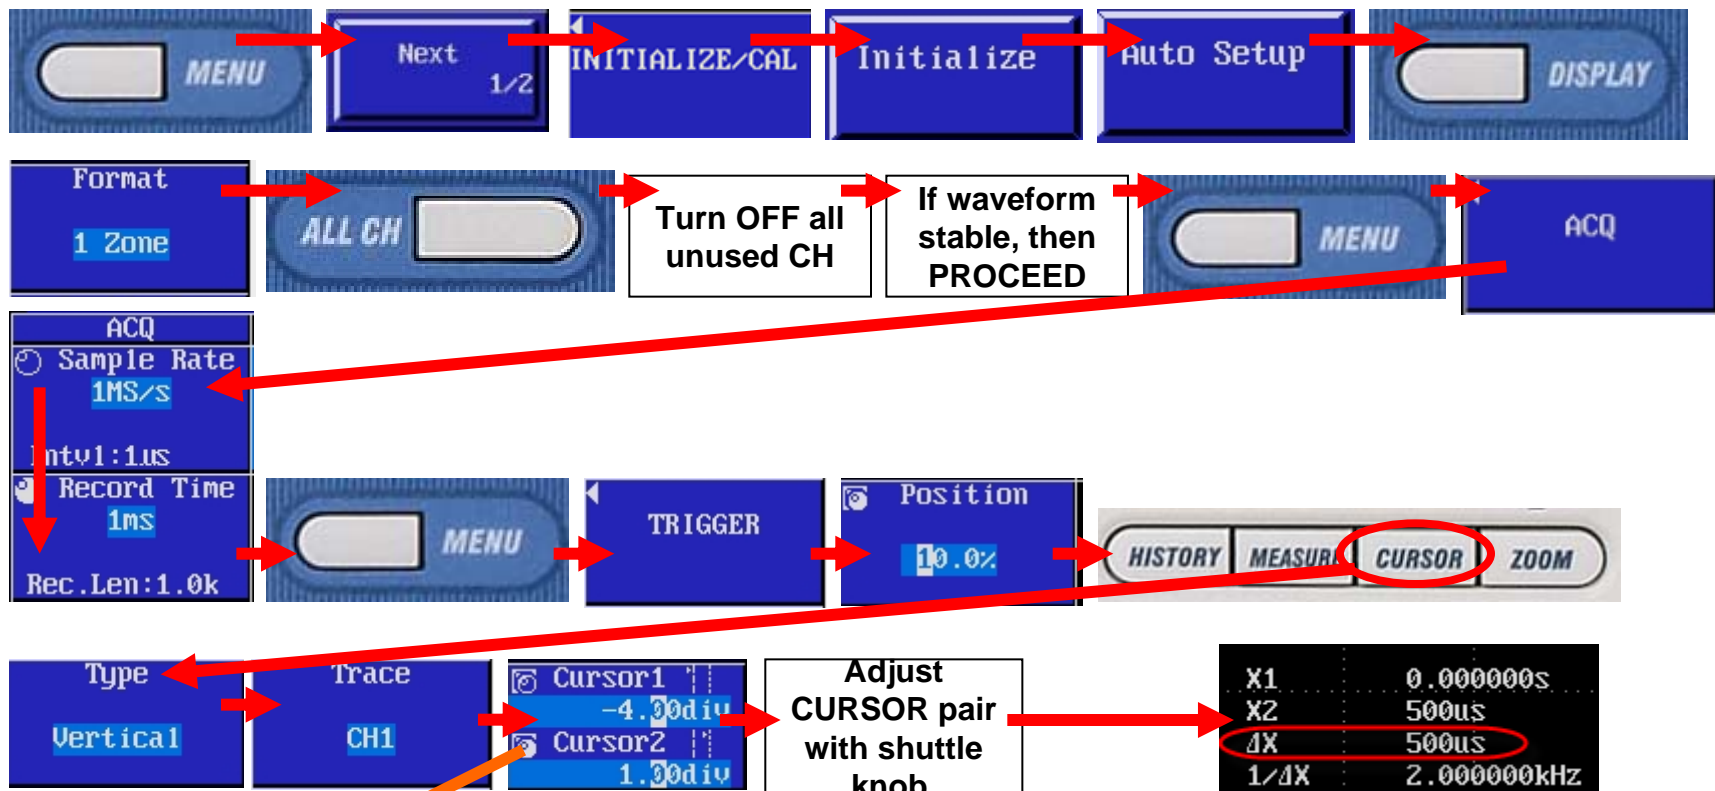 MENU
Next
1/2
INITIALIZE/CAL
Initialize
Auto Setup
DISPLAY
Format
1 Zone
ALL CH
Turn OFF all
unused CH
If waveform
stable, then
PROCEED
MENU
ACQ
ACQ
Sample Rate
1MS/s
Intvl:1us
Record Time
1ms
Rec.Len:1.0k
MENU
TRIGGER
Position
10.0%
HISTORY
MEASURE
CURSOR
ZOOM
Type
Vertical
Trace
CH1
Cursor1
-4.00div
Cursor2
1.00div
Adjust
CURSOR pair
with shuttle
knob
X1 0.000000s
X2 500us
ΔX 500us
1/ΔX 2.000000kHz